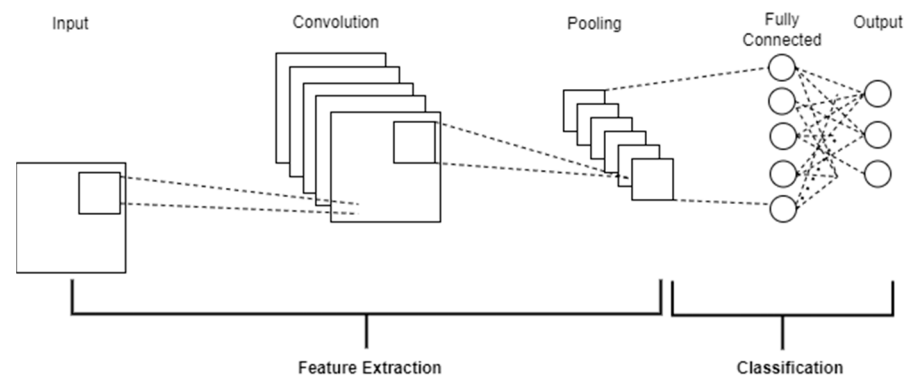 Input
Convolution
Pooling
Fully
Connected
Output
Feature Extraction
Classification